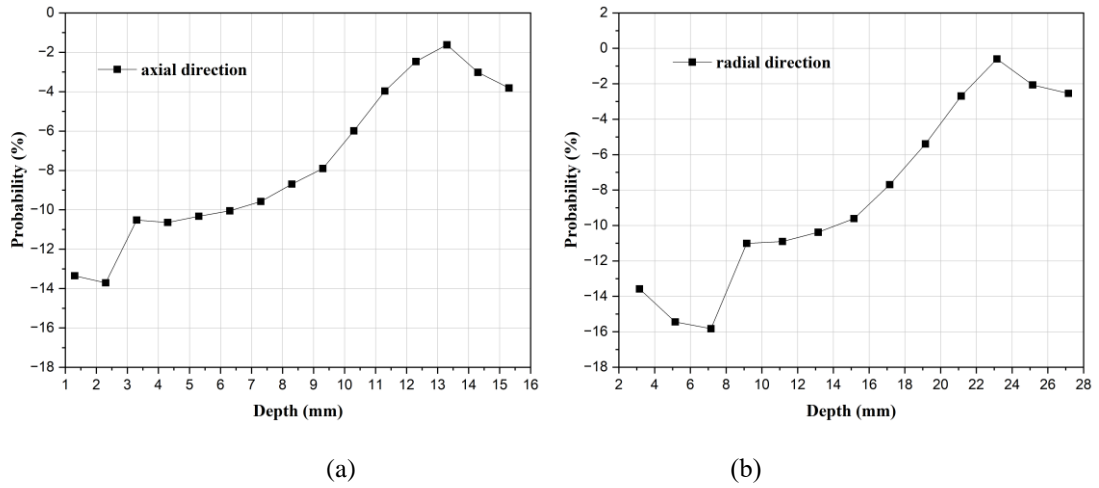 0
−2
−4
−6
−8
−10
−12
−14
−16
−18
Probability (%)
axial direction
1 2 3 4 5 6 7 8 9 10 11 12 13 14 15 16
Depth (mm)
(a)
2
0
−2
−4
−6
−8
−10
−12
−14
−16
−18
Probability (%)
radial direction
2 4 6 8 10 12 14 16 18 20 22 24 26 28
Depth (mm)
(b)